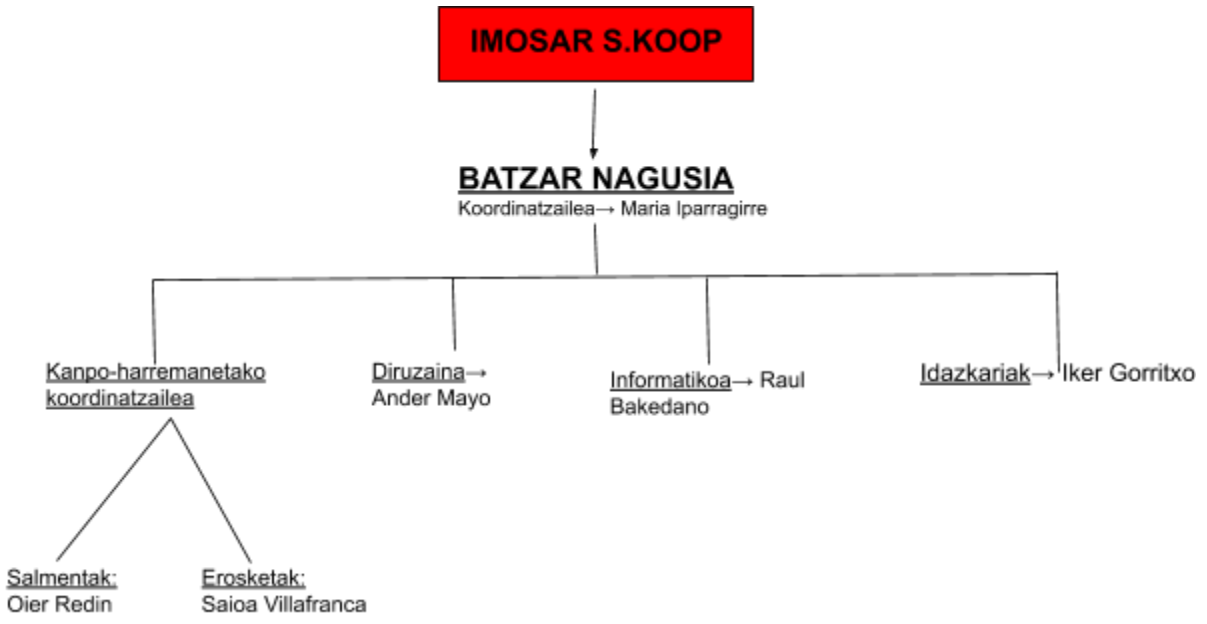 IMOSAR S.KOOP
BATZAR NAGUSIA
Koordinatzailea→ Maria Iparragirre
Kanpo-harremanetako
koordinatzailea
Diruzaina→
Ander Mayo
Informatikoa→ Raul
Bakedano
Idazkariak→ Iker Gorritxo
Salmentak:
Oier Redin
Erosketak:
Saioa Villafranca